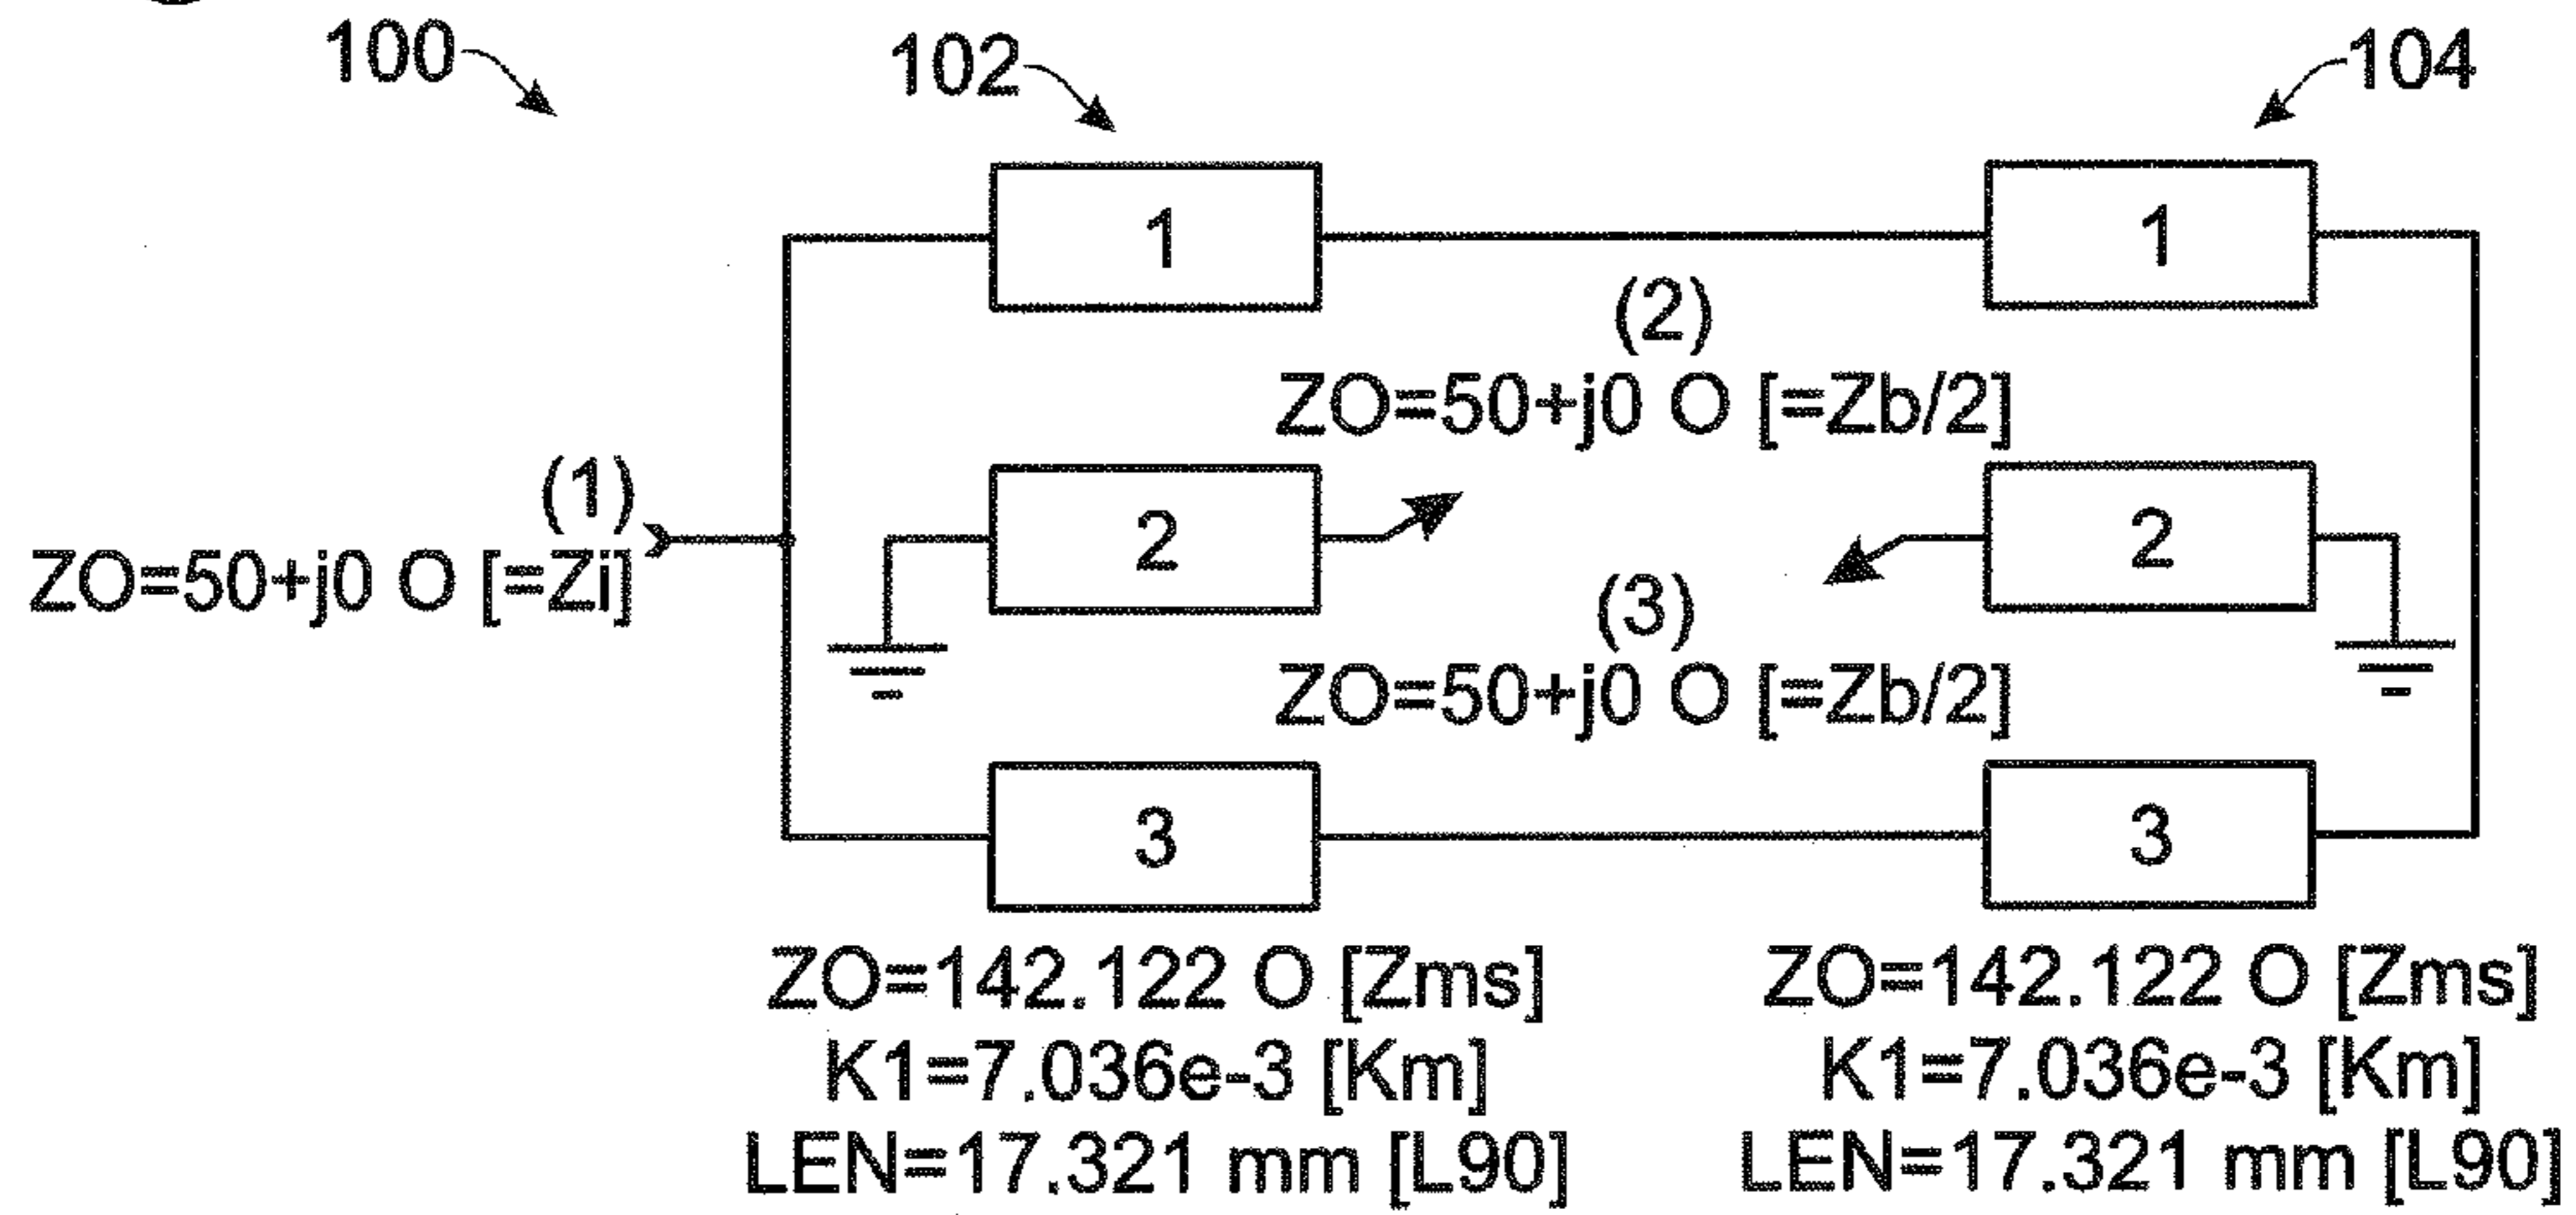 100
102
104
1
1
(2)
ZO=50+j0 O [=Zb/2]
(1)
ZO=50+j0 O [=Zi]
2
2
(3)
ZO=50+j0 O [=Zb/2]
3
3
ZO=142.122 O [Zms]
K1=7.036e-3 [Km]
LEN=17.321 mm [L90]
ZO=142.122 O [Zms]
K1=7.036e-3 [Km]
LEN=17.321 mm [L90]